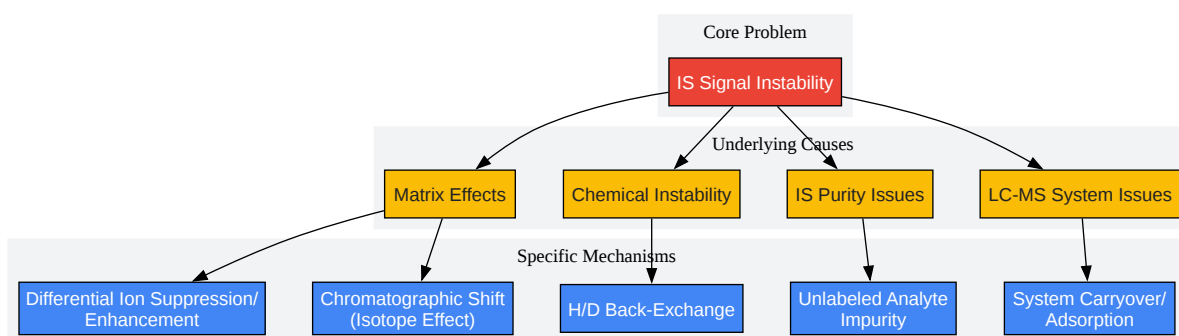 Core Problem
IS Signal Instability
Underlying Causes
Matrix Effects
Chemical Instability
IS Purity Issues
LC-MS System Issues
Specific Mechanisms
Differential Ion Suppression/
Enhancement
Chromatographic Shift
(Isotope Effect)
H/D Back-Exchange
Unlabeled Analyte
Impurity
System Carryover/
Adsorption